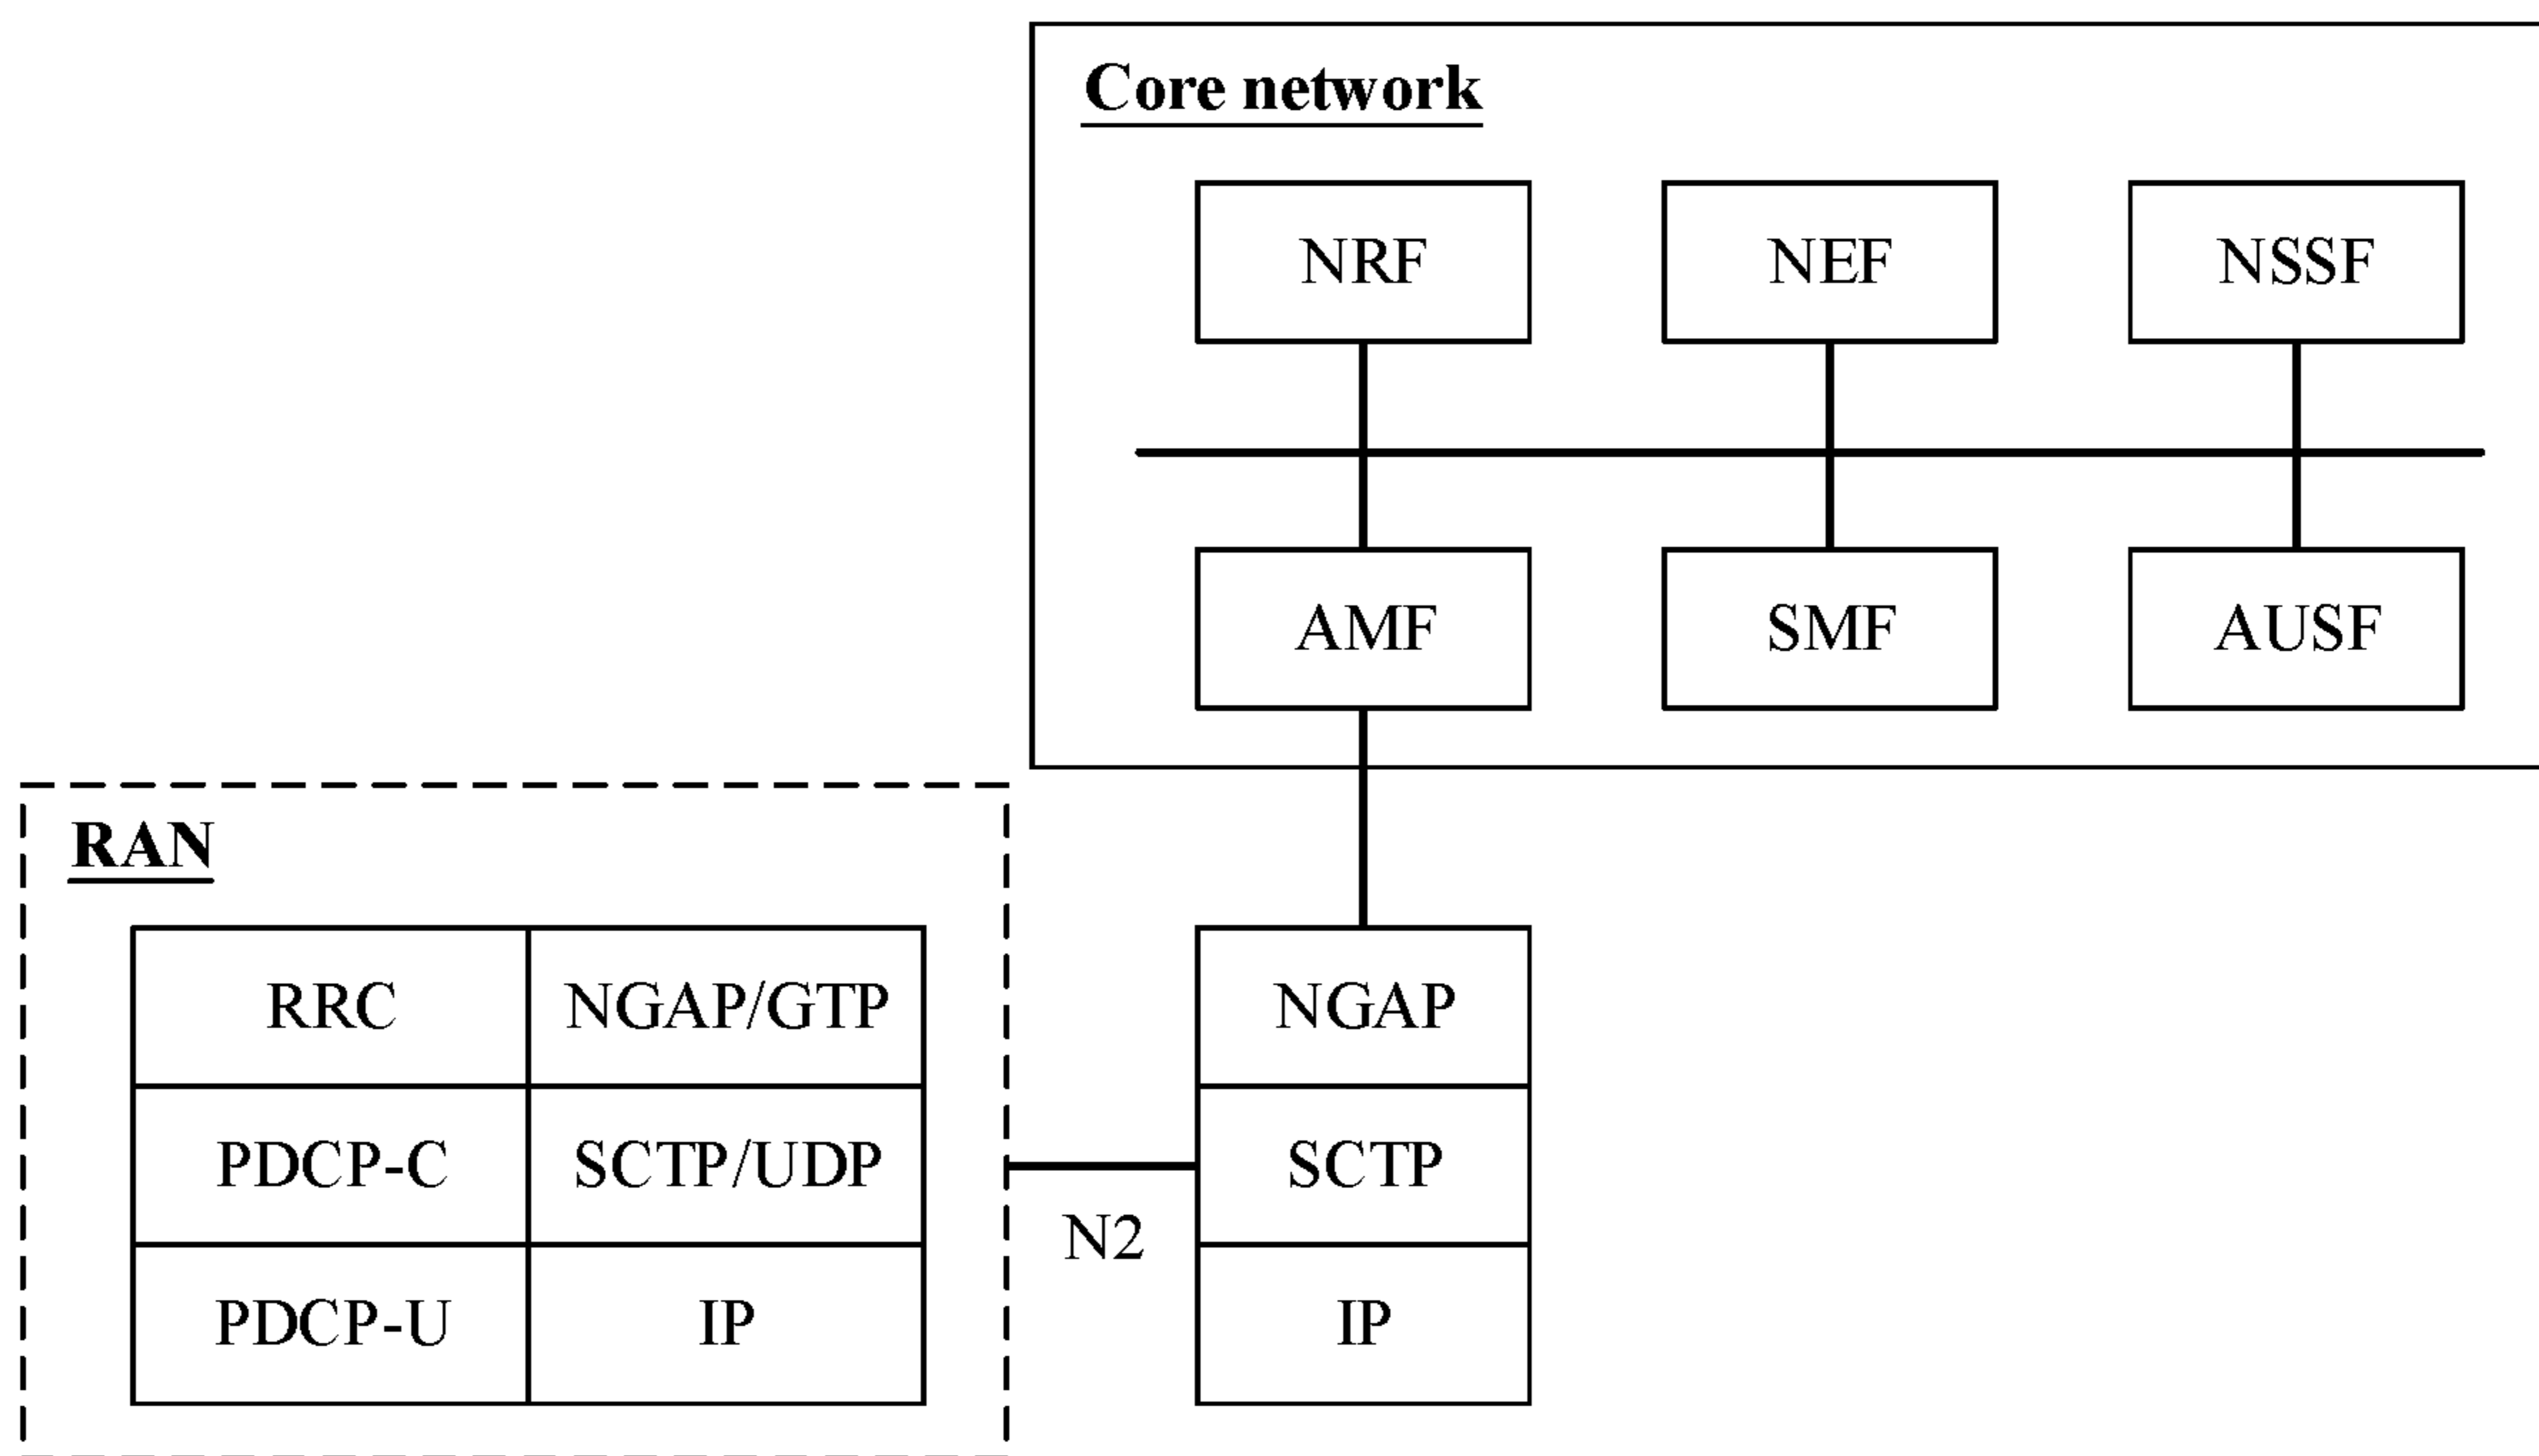 Core network
NRF NEF NSSF
AMF SMF AUSF
RAN
RRC NGAP/GTP NGAP
PDCP-C SCTP/UDP SCTP
N2
PDCP-U IP IP